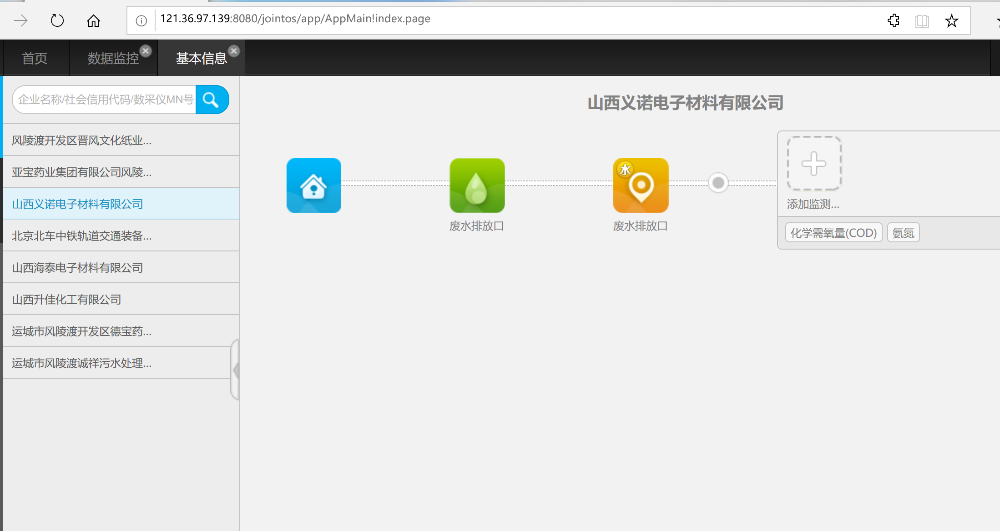 121.36.97.139:8080/jointos/app/AppMain!index.page
首页
数据监控
基本信息
企业名称/社会信用代码/数采仪MN号
风陵渡开发区晋风文化纸业...
亚宝药业集团有限公司风陵...
山西义诺电子材料有限公司
北京北车中铁轨道交通装备...
山西海泰电子材料有限公司
山西升佳化工有限公司
运城市风陵渡开发区德宝药...
运城市风陵渡诚祥污水处理...
山西义诺电子材料有限公司
废水排放口
水
废水排放口
添加监测...
化学需氧量(COD)
氨氮